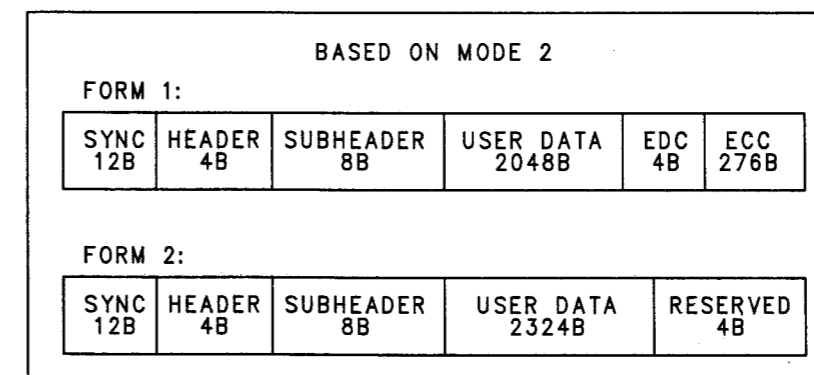 BASED ON MODE 2
FORM 1:
SYNC HEADER SUBHEADER USER DATA EDC ECC
12B 4B 8B 2048B 4B 276B
FORM 2:
SYNC HEADER SUBHEADER USER DATA RESERVED
12B 4B 8B 2324B 4B